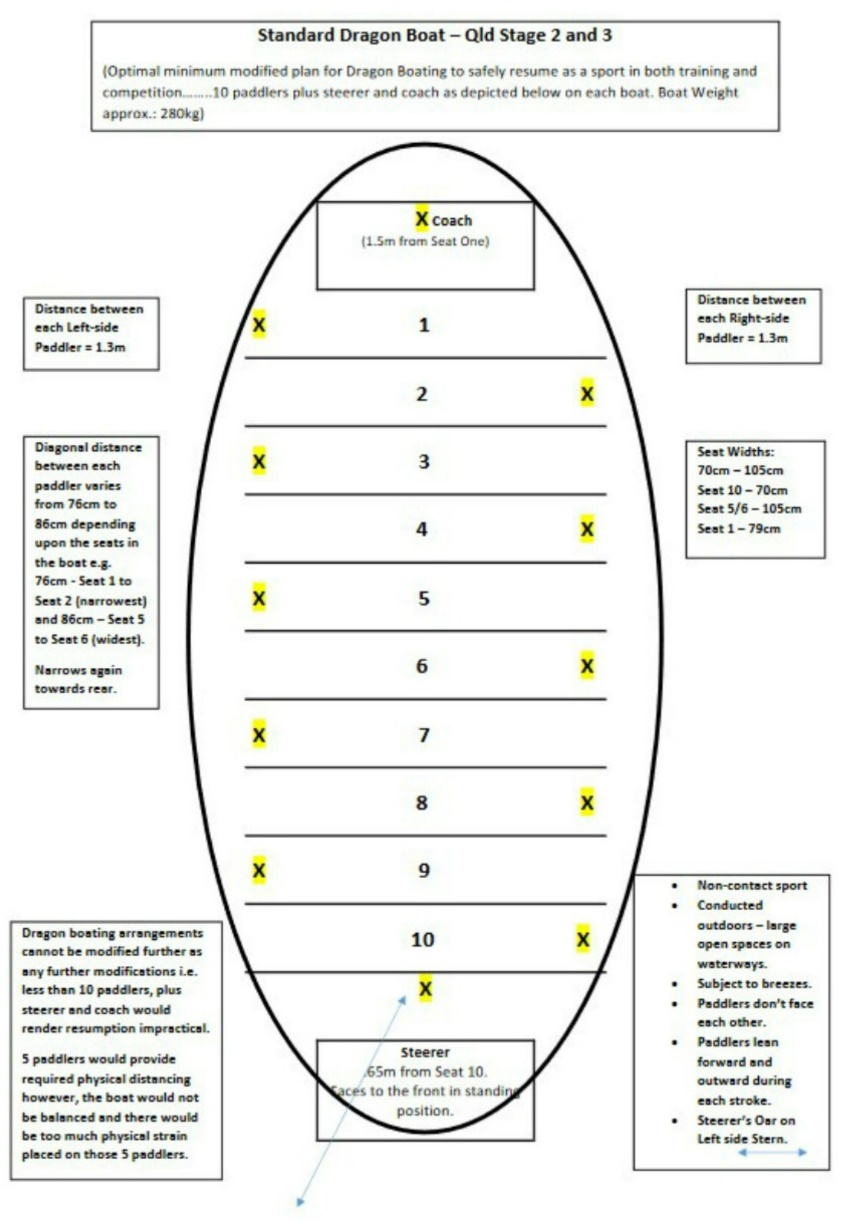 Standard Dragon Boat – Qld Stage 2 and 3
(Optimal minimum modified plan for Dragon Boating to safely resume as a sport in both training and
competition........10 paddlers plus steerer and coach as depicted below on each boat. Boat Weight
approx.: 280kg)
X Coach
(1.5m from Seat One)
Distance between
each Left-side
Paddler = 1.3m
Distance between
each Right-side
Paddler = 1.3m
X 1
2 X
X 3
4 X
X 5
6 X
X 7
8 X
X 9
10 X
X
Diagonal distance
between each
paddler varies
from 76cm to
86cm depending
upon the seats in
the boat e.g.
76cm - Seat 1 to
Seat 2 (narrowest)
and 86cm – Seat 5
to Seat 6 (widest).
Narrows again
towards rear.
Seat Widths:
70cm – 105cm
Seat 10 – 70cm
Seat 5/6 – 105cm
Seat 1 – 79cm
Dragon boating arrangements
cannot be modified further as
any further modifications i.e.
less than 10 paddlers, plus
steerer and coach would
render resumption impractical.
5 paddlers would provide
required physical distancing
however, the boat would not
be balanced and there would
be too much physical strain
placed on those 5 paddlers.
Steerer
.65m from Seat 10.
Faces to the front in standing
position.
• Non-contact sport
• Conducted
outdoors – large
open spaces on
waterways.
• Subject to breezes.
• Paddlers don't face
each other.
• Paddlers lean
forward and
outward during
each stroke.
• Steerer's Oar on
Left side Stern.